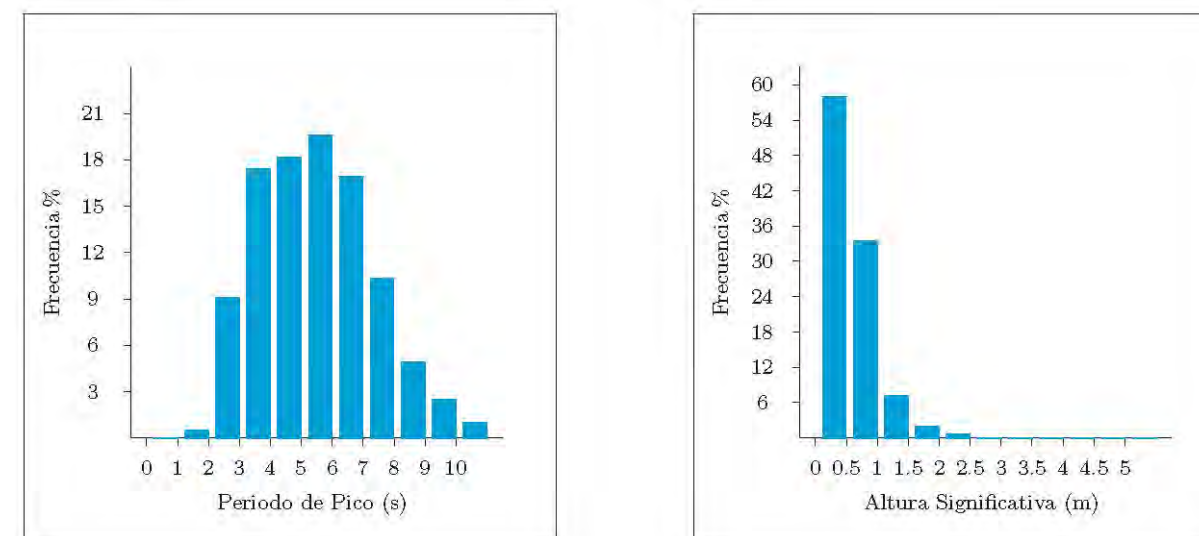 21
18
15
12
9
6
3
Frecuencia %
0 1 2 3 4 5 6 7 8 9 10
Periodo de Pico (s)
60
54
48
42
36
30
24
18
12
6
Frecuencia %
0 0.5 1 1.5 2 2.5 3 3.5 4 4.5 5
Altura Significativa (m)